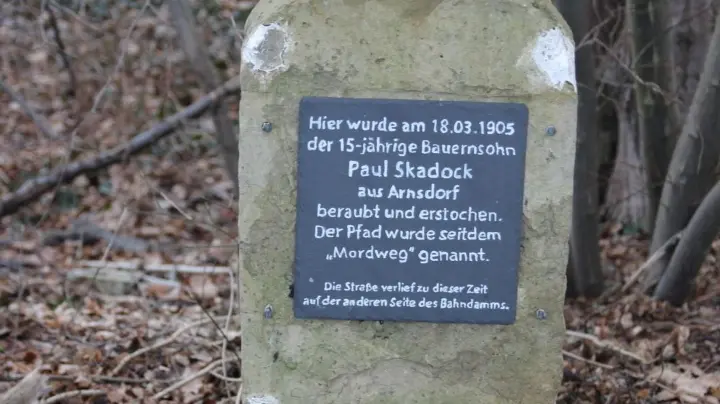 Hier wurde am 18.03.1905
der 15-jährige Bauernsohn
Paul Skadock
aus Arnsdorf
beraubt und erstochen.
Der Pfad wurde seitdem
„Mordweg" genannt.
Die Straße verlief zu dieser Zeit
auf der anderen Seite des Bahndamms.